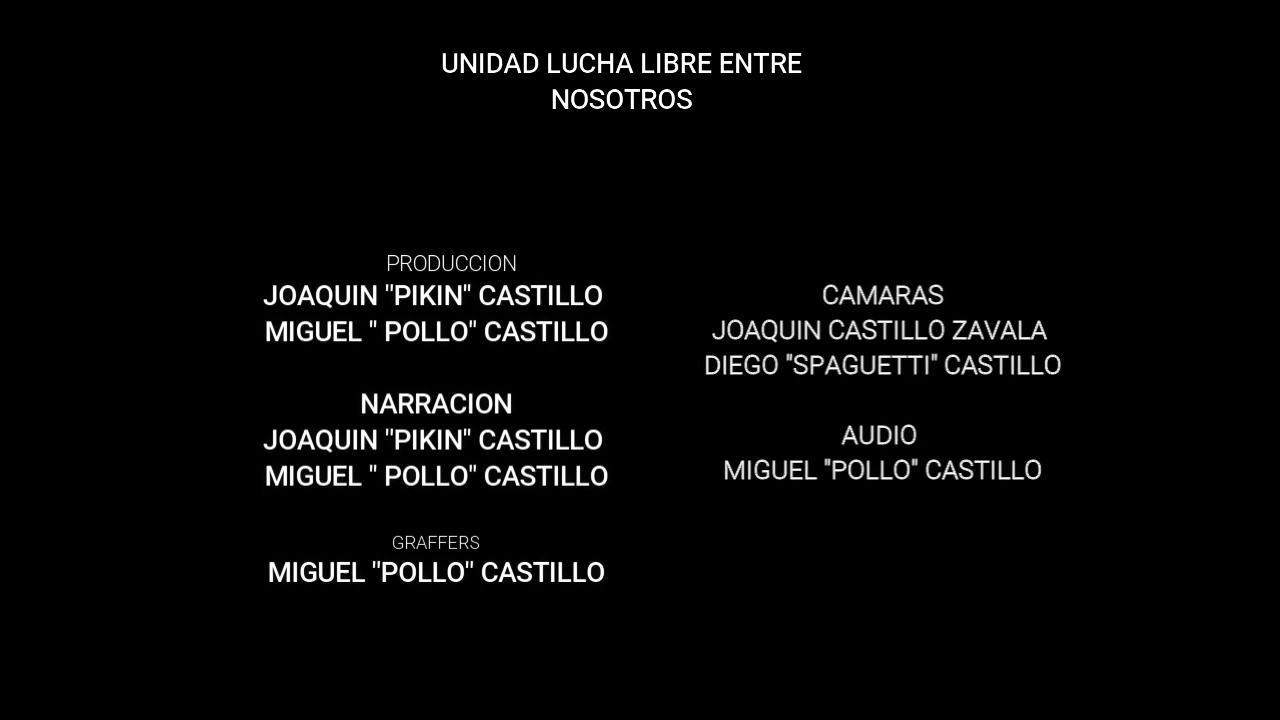 UNIDAD LUCHA LIBRE ENTRE
NOSOTROS
PRODUCCION
JOAQUIN "PIKIN" CASTILLO
MIGUEL " POLLO" CASTILLO
NARRACION
JOAQUIN "PIKIN" CASTILLO
MIGUEL " POLLO" CASTILLO
GRAFFERS
MIGUEL "POLLO" CASTILLO
CAMARAS
JOAQUIN CASTILLO ZAVALA
DIEGO "SPAGUETTI" CASTILLO
AUDIO
MIGUEL "POLLO" CASTILLO